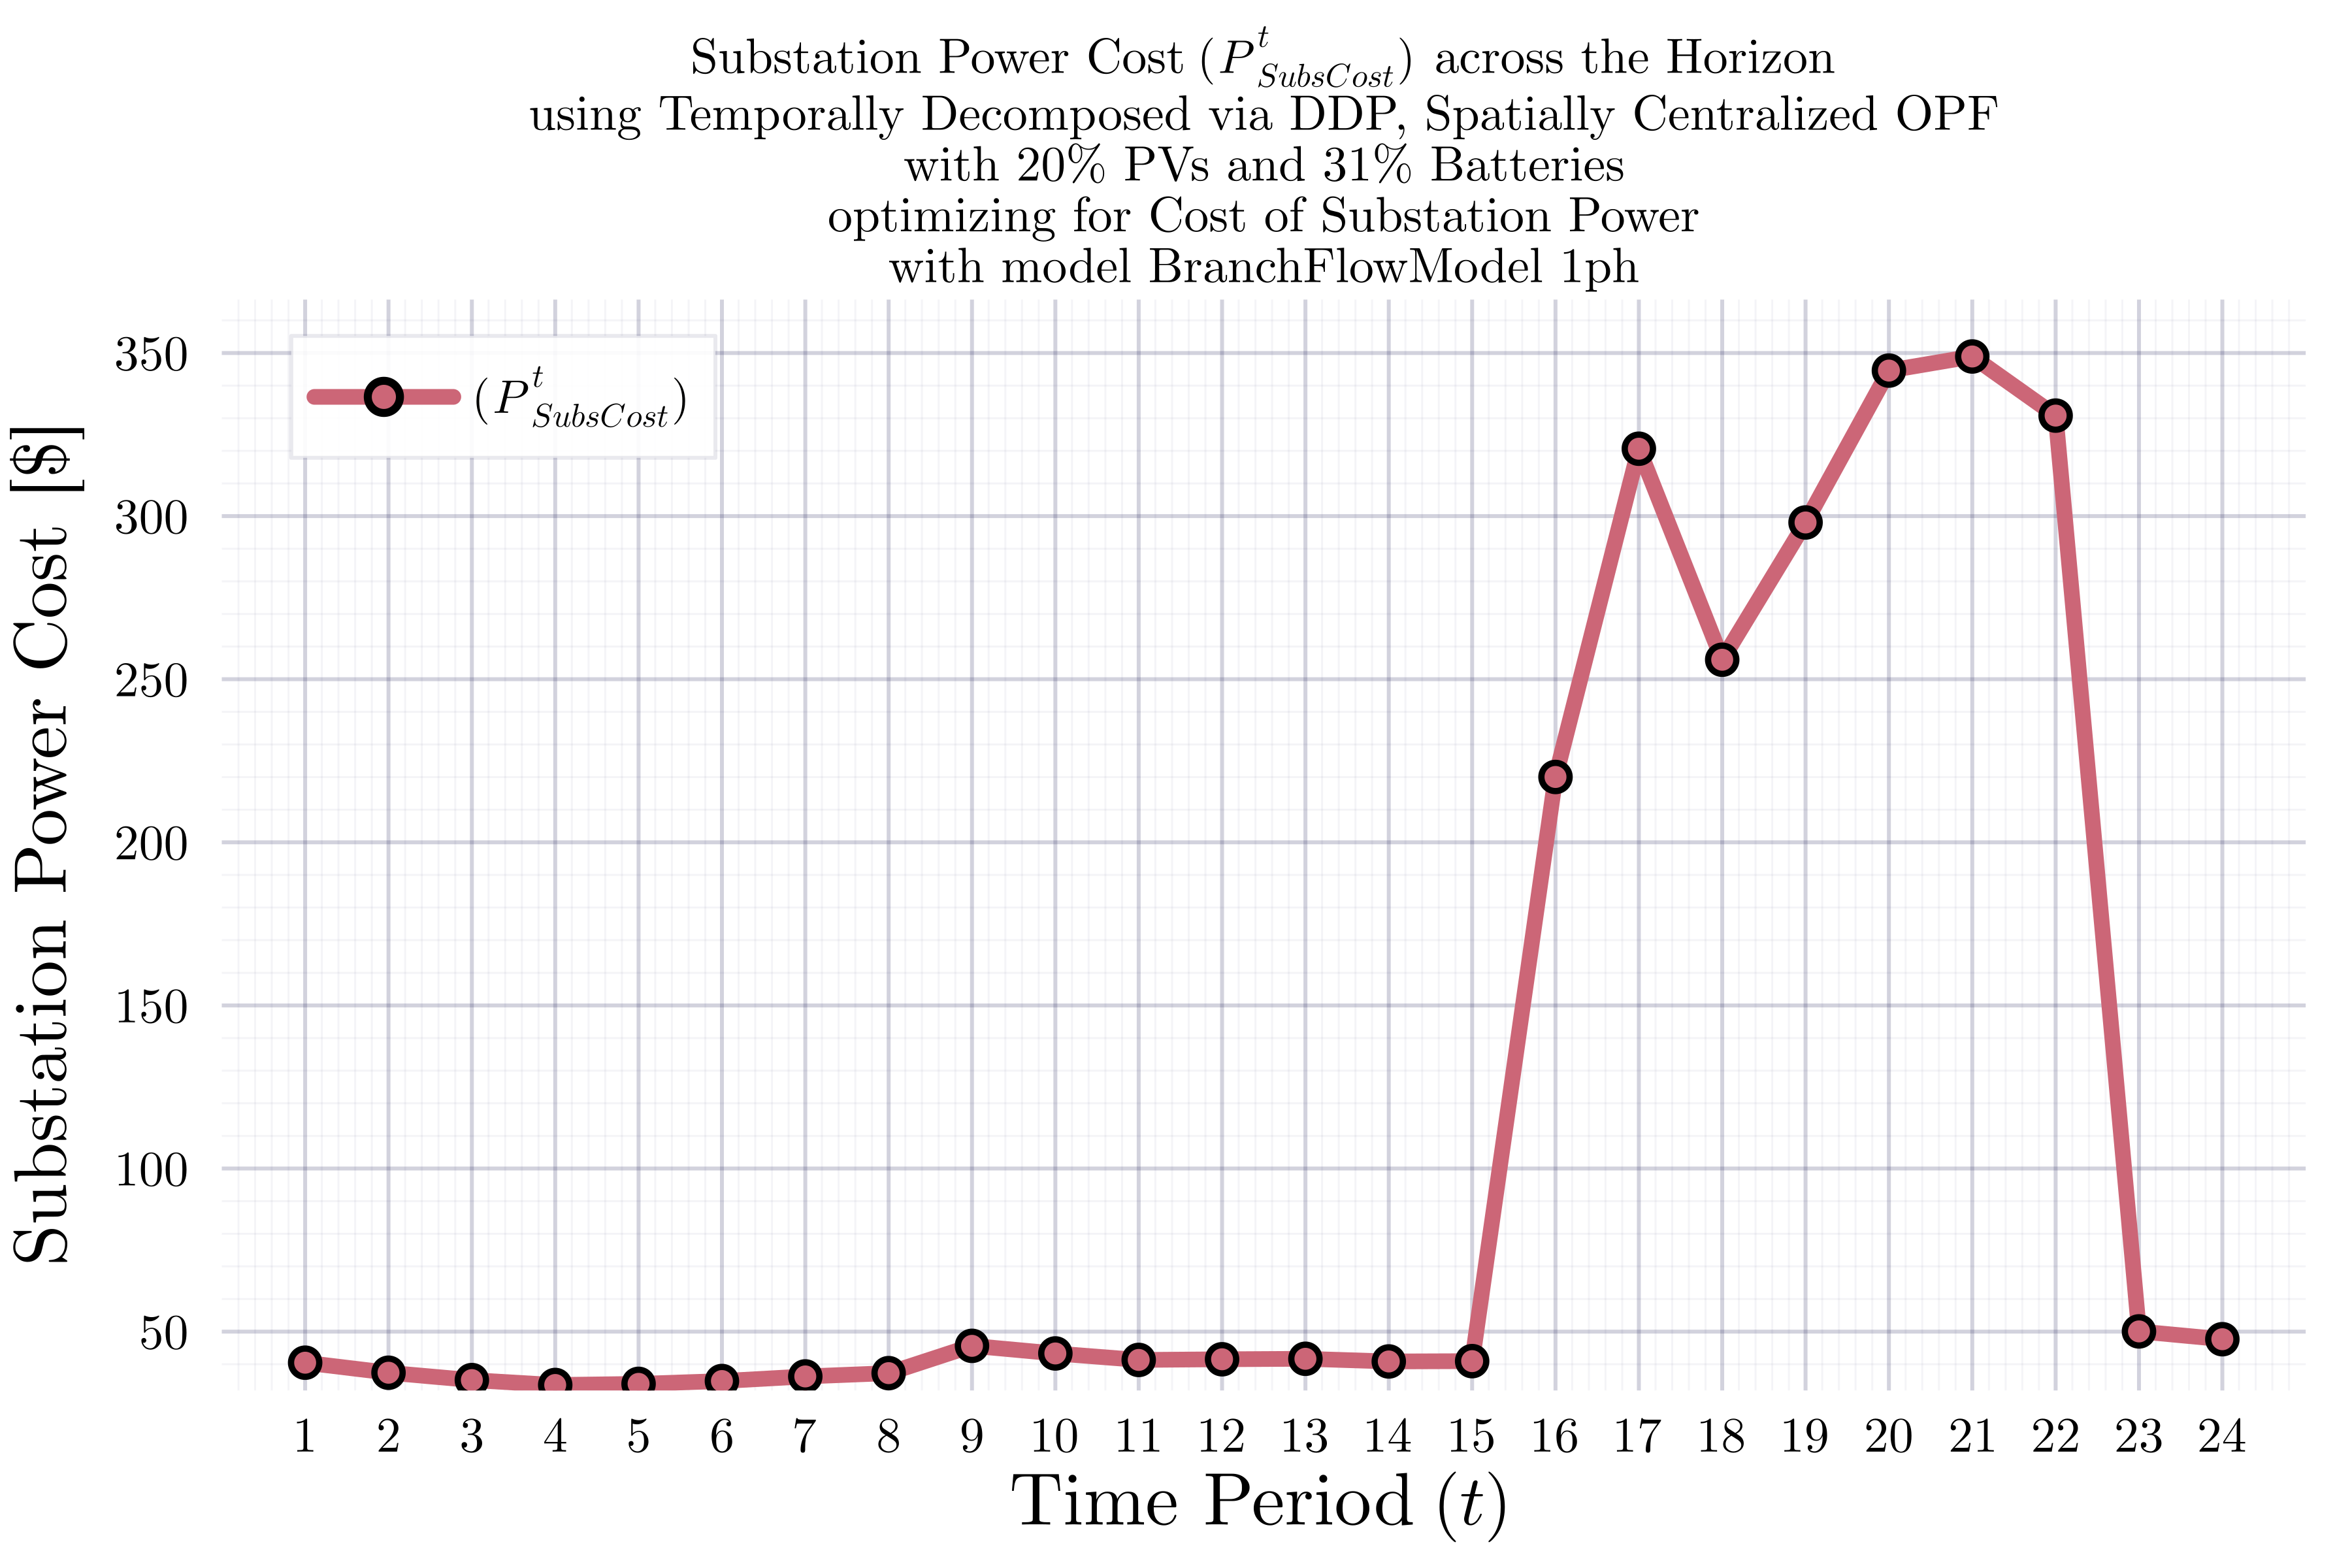 Substation Power Cost (P^t_SubsCost) across the Horizon
using Temporally Decomposed via DDP, Spatially Centralized OPF
with 20% PVs and 31% Batteries
optimizing for Cost of Substation Power
with model BranchFlowModel 1ph
(P^t_SubsCost)
Substation Power Cost [$]
350
300
250
200
150
100
50
1 2 3 4 5 6 7 8 9 10 11 12 13 14 15 16 17 18 19 20 21 22 23 24
Time Period (t)